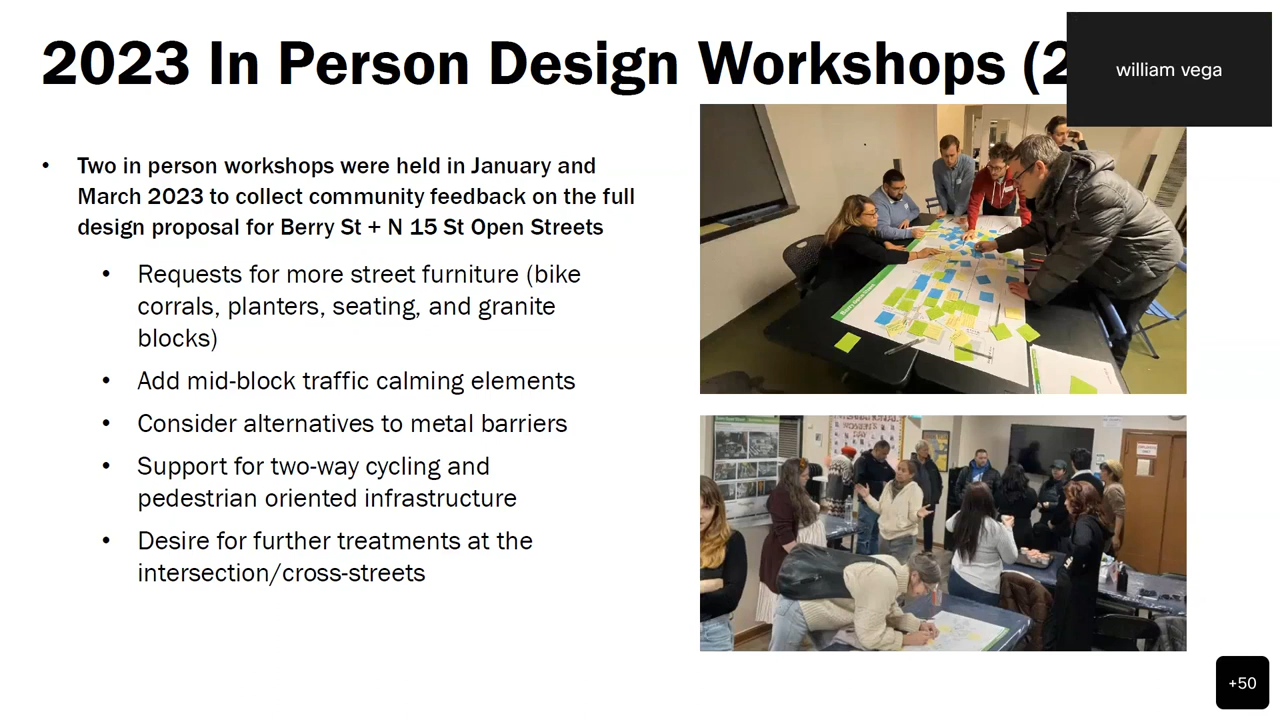 2023 In Person Design Workshops (2
william vega
• Two in person workshops were held in January and
March 2023 to collect community feedback on the full
design proposal for Berry St + N 15 St Open Streets
• Requests for more street furniture (bike
corrals, planters, seating, and granite
blocks)
• Add mid-block traffic calming elements
• Consider alternatives to metal barriers
• Support for two-way cycling and
pedestrian oriented infrastructure
• Desire for further treatments at the
intersection/cross-streets
INTERNATIONAL
WOMEN'S
DAY
+50